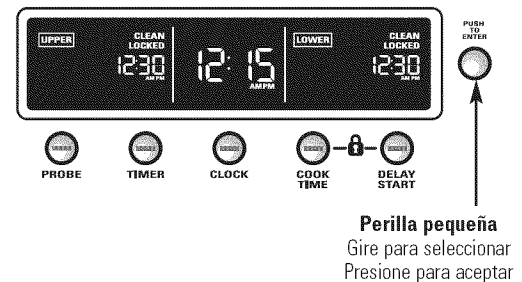 UPPER
CLEAN
LOCKED
12:30
AM PM
12:15
AM PM
LOWER
CLEAN
LOCKED
12:30
AM PM
PUSH
TO
ENTER
PROBE
TIMER
CLOCK
COOK
TIME
DELAY
START
Perilla pequeña
Gire para seleccionar
Presione para aceptar